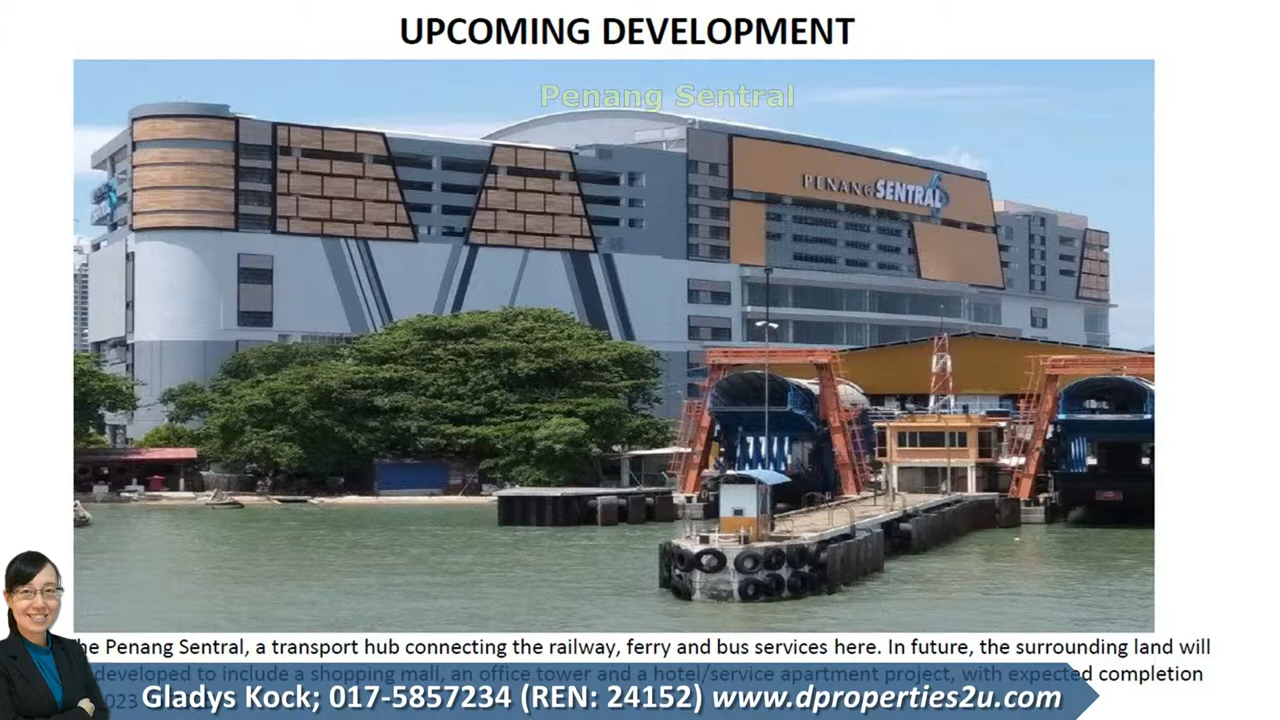 UPCOMING DEVELOPMENT
Penang Sentral
PENANG SENTRAL
he Penang Sentral, a transport hub connecting the railway, ferry and bus services here. In future, the surrounding land will
developed to include a shopping mall, an office tower and a hotel/service apartment project, with expected completion
023
Gladys Kock; 017-5857234 (REN: 24152) www.dproperties2u.com